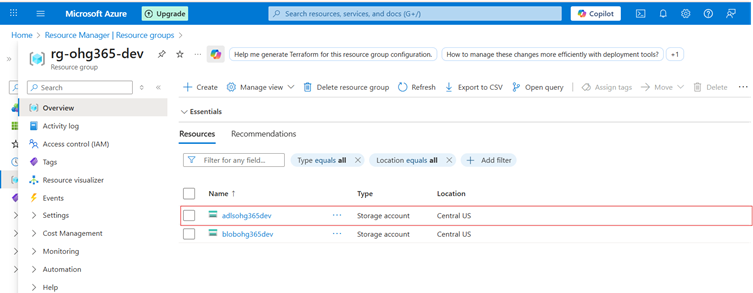 Microsoft Azure
Upgrade
Search resources, services, and docs (G+/)
Copilot
Home > Resource Manager | Resource groups >
rg-ohg365-dev
Resource group
Help me generate Terraform for this resource group configuration.
How to manage these changes more efficiently with deployment tools?
+1
Search
Overview
Activity log
Access control (IAM)
Tags
Resource visualizer
Events
Settings
Cost Management
Monitoring
Automation
Help
Create
Manage view
Delete resource group
Refresh
Export to CSV
Open query
Assign tags
Move
Delete
Essentials
Resources
Recommendations
Filter for any field...
Type equals all
Location equals all
Add filter
Name ↑ Type Location
adlsohg365dev Storage account Central US
blobohg365dev Storage account Central US